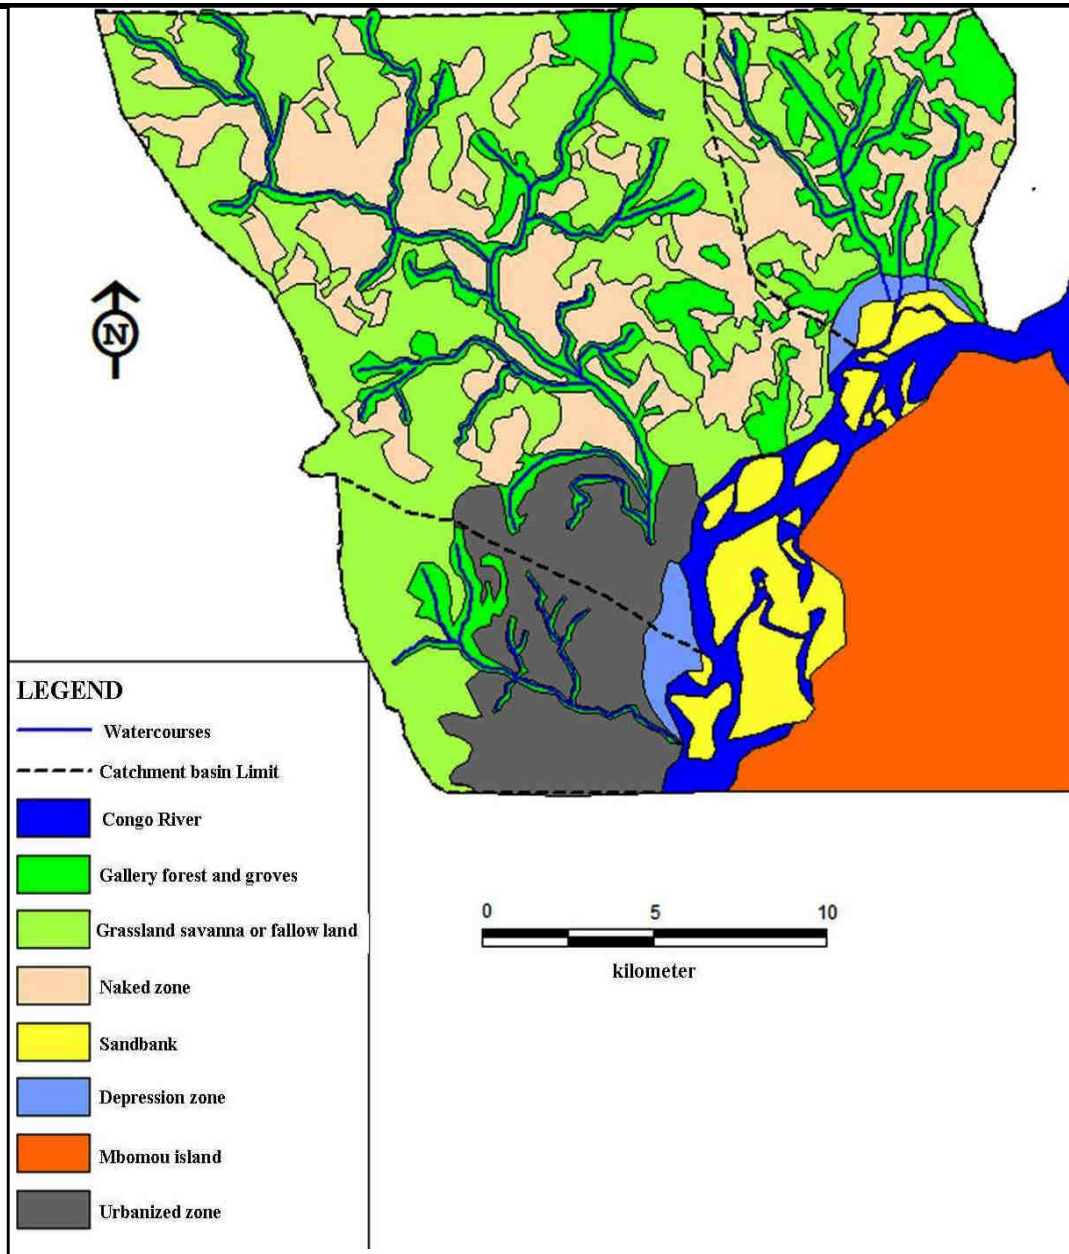 N
LEGEND
Watercourses
Catchment basin Limit
Congo River
Gallery forest and groves
Grassland savanna or fallow land
Naked zone
Sandbank
Depression zone
Mbomou island
Urbanized zone
0 5 10
kilometer